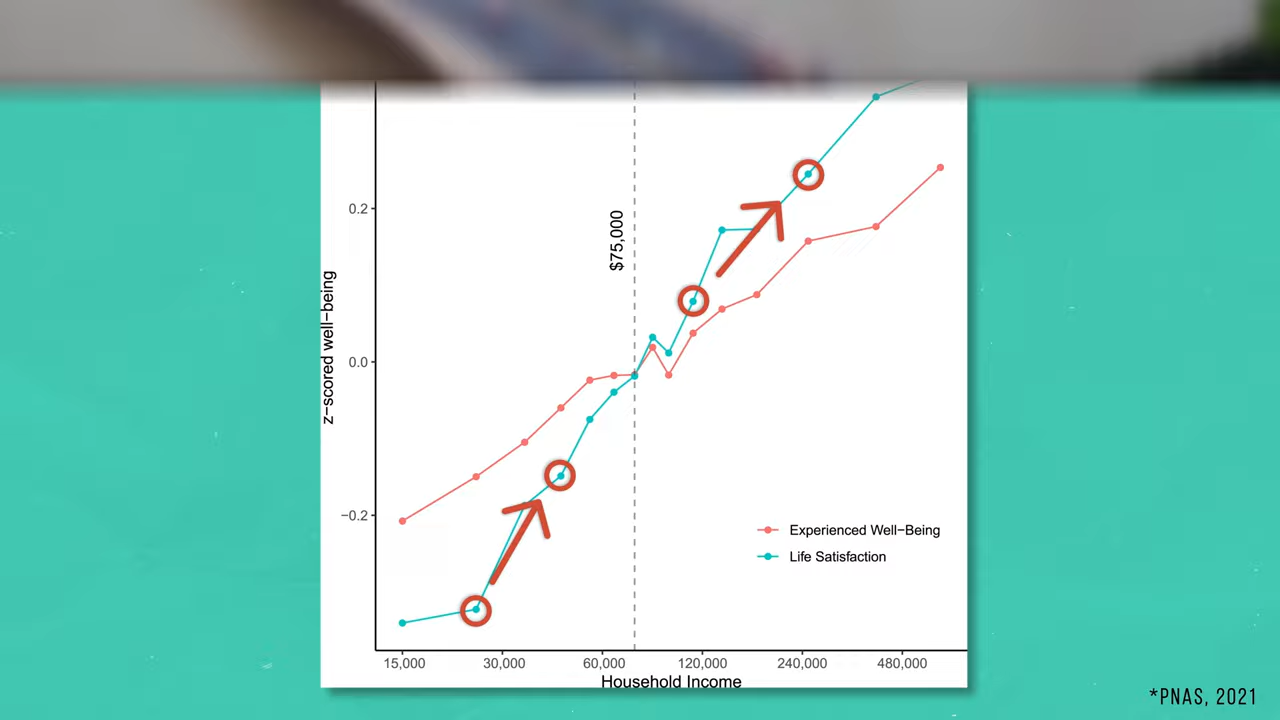 0.2
$75,000
z−scored well−being
0.0
−0.2
Experienced Well−Being
Life Satisfaction
15,000 30,000 60,000 120,000 240,000 480,000
Household Income
*PNAS, 2021